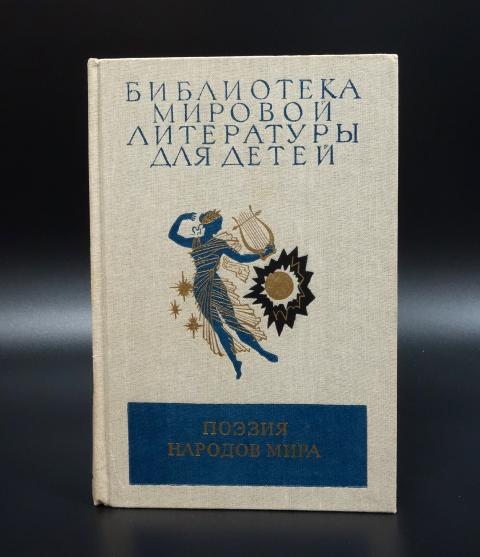 БИБЛИОТЕКА
МИРОВОЙ
ЛИТЕРАТУРЫ
ДЛЯ ДЕТЕЙ
ПОЭЗИЯ
НАРОДОВ МИРА